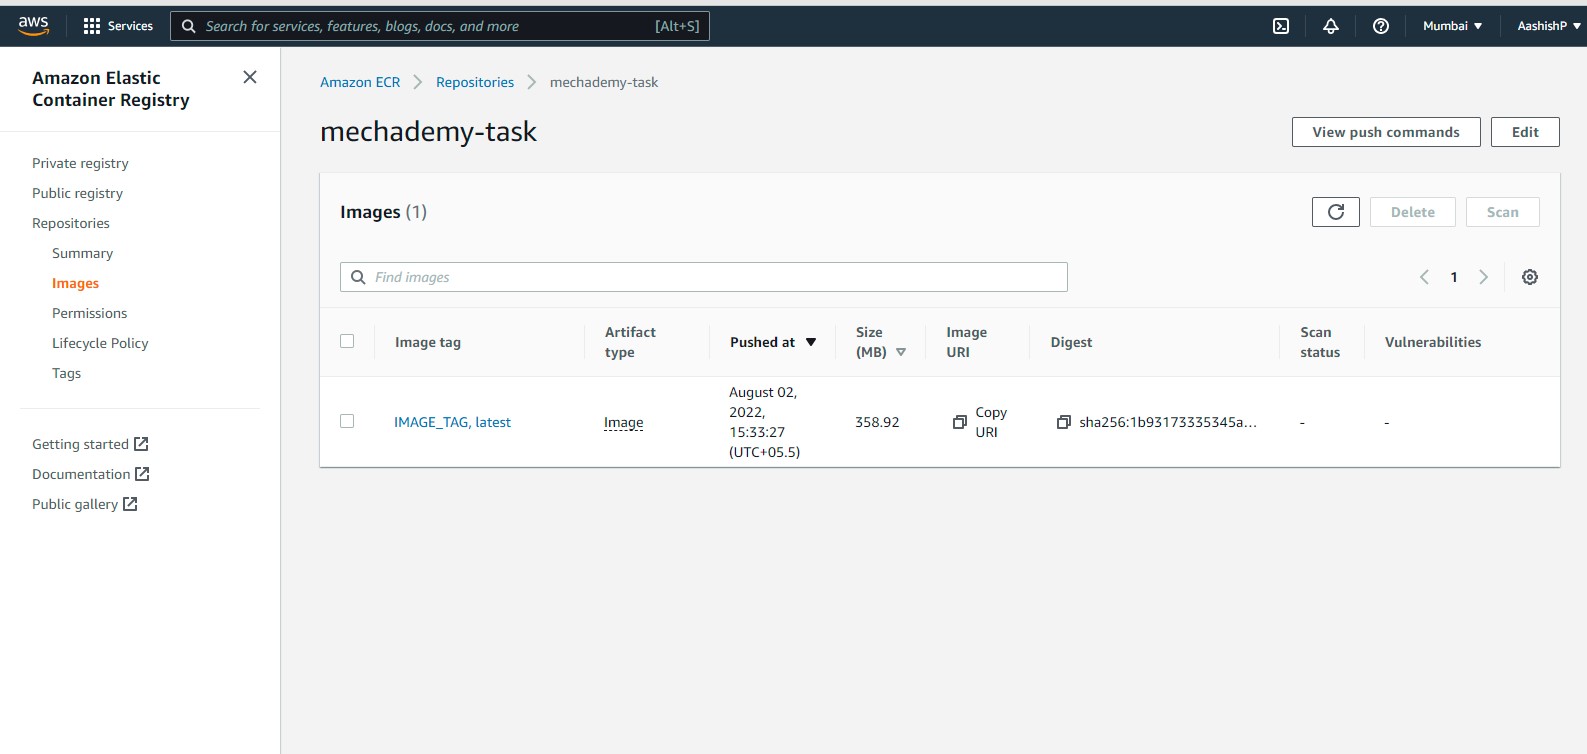 aws
Services
Search for services, features, blogs, docs, and more [Alt+S]
Mumbai
AashishP
Amazon Elastic
Container Registry
Private registry
Public registry
Repositories
Summary
Images
Permissions
Lifecycle Policy
Tags
Getting started
Documentation
Public gallery
Amazon ECR
Repositories
mechademy-task
mechademy-task
View push commands
Edit
Images (1)
Delete
Scan
Find images
1
Image tag
Artifact
type
Pushed at
Size
(MB)
Image
URI
Digest
Scan
status
Vulnerabilities
IMAGE_TAG, latest
Image
August 02,
2022,
15:33:27
(UTC+05.5)
358.92
Copy
URI
sha256:1b93173335345a...
-
-